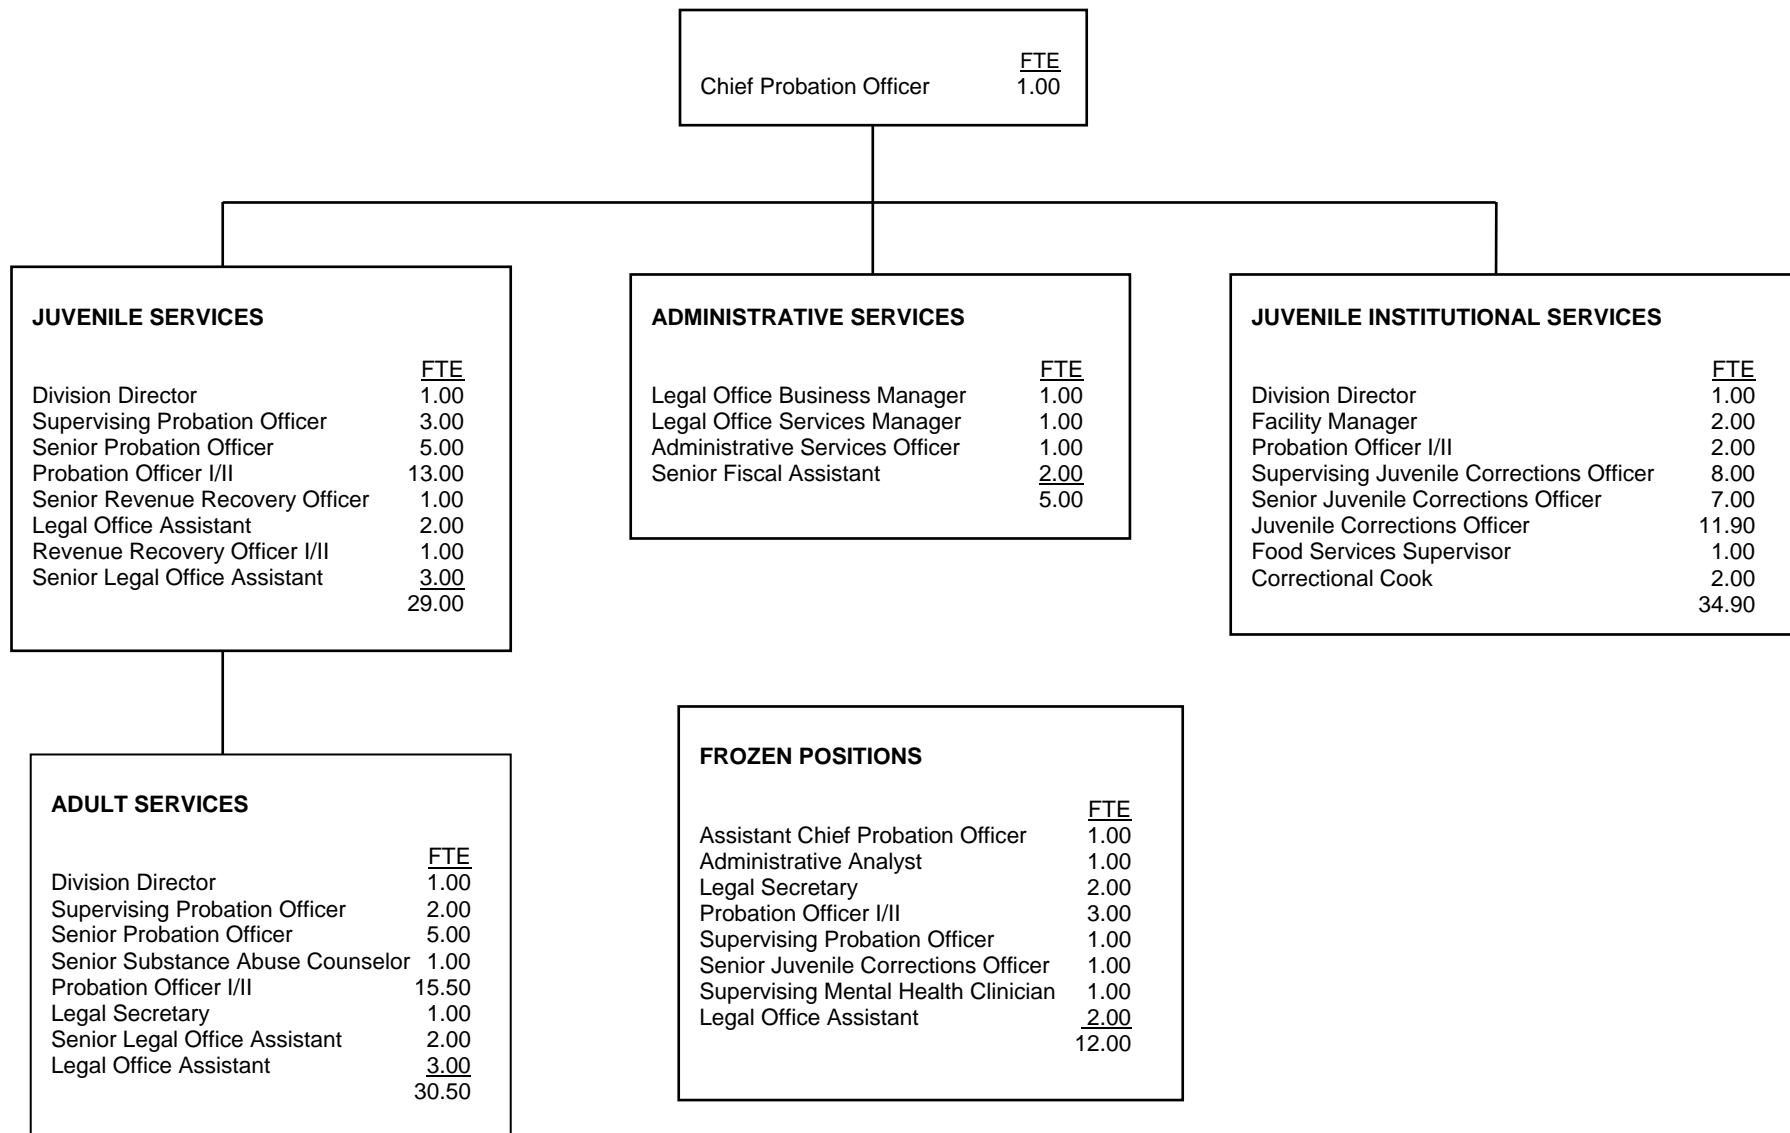 FTE
Chief Probation Officer 1.00
JUVENILE SERVICES
FTE
Division Director 1.00
Supervising Probation Officer 3.00
Senior Probation Officer 5.00
Probation Officer I/II 13.00
Senior Revenue Recovery Officer 1.00
Legal Office Assistant 2.00
Revenue Recovery Officer I/II 1.00
Senior Legal Office Assistant 3.00
29.00
ADMINISTRATIVE SERVICES
FTE
Legal Office Business Manager 1.00
Legal Office Services Manager 1.00
Administrative Services Officer 1.00
Senior Fiscal Assistant 2.00
5.00
JUVENILE INSTITUTIONAL SERVICES
FTE
Division Director 1.00
Facility Manager 2.00
Probation Officer I/II 2.00
Supervising Juvenile Corrections Officer 8.00
Senior Juvenile Corrections Officer 7.00
Juvenile Corrections Officer 11.90
Food Services Supervisor 1.00
Correctional Cook 2.00
34.90
ADULT SERVICES
FTE
Division Director 1.00
Supervising Probation Officer 2.00
Senior Probation Officer 5.00
Senior Substance Abuse Counselor 1.00
Probation Officer I/II 15.50
Legal Secretary 1.00
Senior Legal Office Assistant 2.00
Legal Office Assistant 3.00
30.50
FROZEN POSITIONS
FTE
Assistant Chief Probation Officer 1.00
Administrative Analyst 1.00
Legal Secretary 2.00
Probation Officer I/II 3.00
Supervising Probation Officer 1.00
Senior Juvenile Corrections Officer 1.00
Supervising Mental Health Clinician 1.00
Legal Office Assistant 2.00
12.00